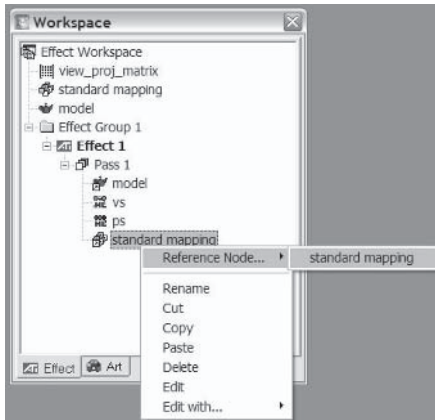 Workspace
Effect Workspace
view_proj_matrix
standard mapping
model
Effect Group 1
Effect 1
Pass 1
model
vs
ps
standard mapping
Reference Node...
standard mapping
Rename
Cut
Copy
Paste
Delete
Edit
Edit with...
Effect
Art